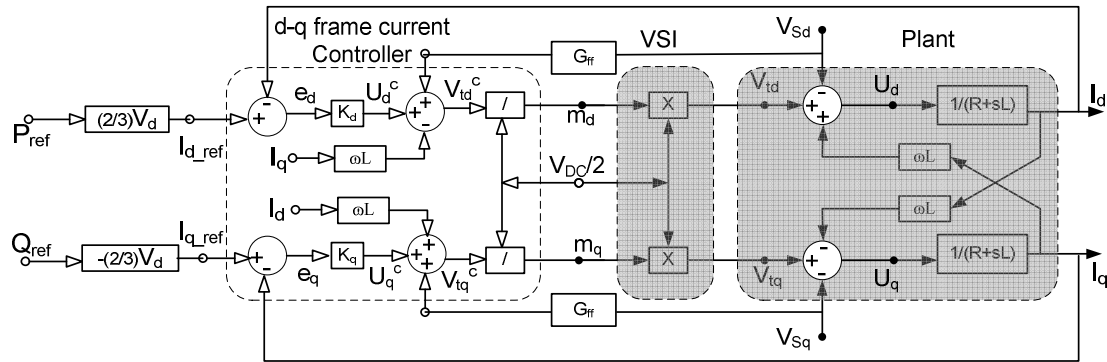 d-q frame current
Controller
G_ff
V_Sd
VSI
Plant
e_d
K_d
U_d^c
V_td^c
/
m_d
X
V_td
U_d
1/(R+sL)
I_d
P_ref
(2/3)V_d
I_d_ref
I_q
ωL
V_DC/2
ωL
I_d
ωL
ωL
Q_ref
-(2/3)V_d
I_q_ref
e_q
K_q
U_q^c
V_tq^c
/
m_q
X
V_tq
U_q
1/(R+sL)
I_q
G_ff
V_Sq